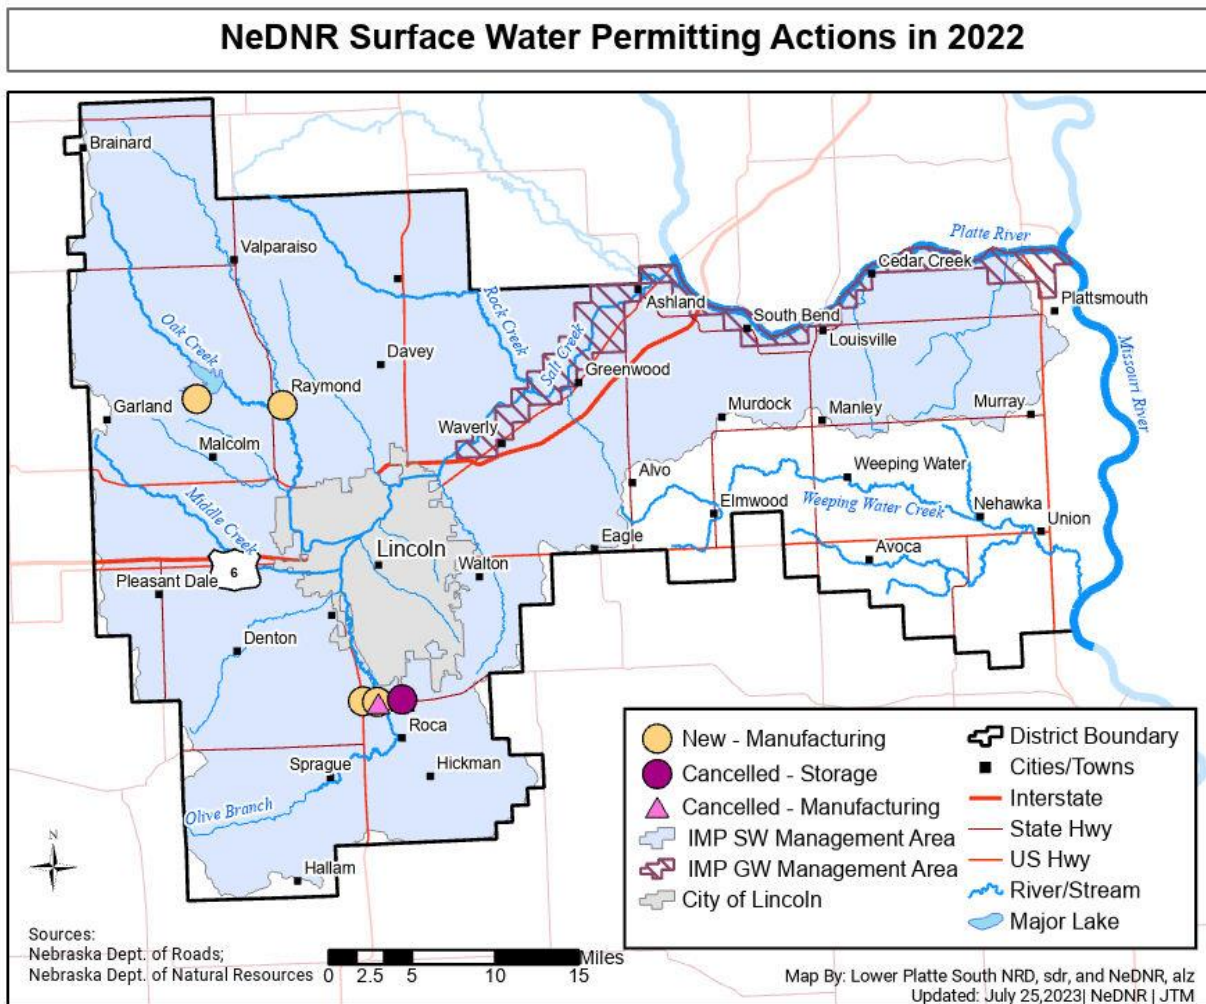 NeDNR Surface Water Permitting Actions in 2022
Brainard
Valparaiso
Platte River
Cedar Creek
Ashland
Plattsmouth
South Bend
Louisville
Rock Creek
Oak Creek
Davey
Salt Creek
Greenwood
Missouri River
Raymond
Garland
Murdock
Manley
Murray
Waverly
Malcolm
Alvo
Weeping Water
Middle Creek
Elmwood
Weeping Water Creek
Nehawka
Union
Eagle
Lincoln
Avoca
6
Walton
Pleasant Dale
Denton
Roca
Sprague
Hickman
Olive Branch
Hallam
N
New - Manufacturing
Cancelled - Storage
Cancelled - Manufacturing
IMP SW Management Area
IMP GW Management Area
City of Lincoln
District Boundary
Cities/Towns
Interstate
State Hwy
US Hwy
River/Stream
Major Lake
Sources:
Nebraska Dept. of Roads;
Nebraska Dept. of Natural Resources
Miles
0 2.5 5 10 15
Map By: Lower Platte South NRD, sdr, and NeDNR, alz
Updated: July 25,2023| NeDNR | JTM